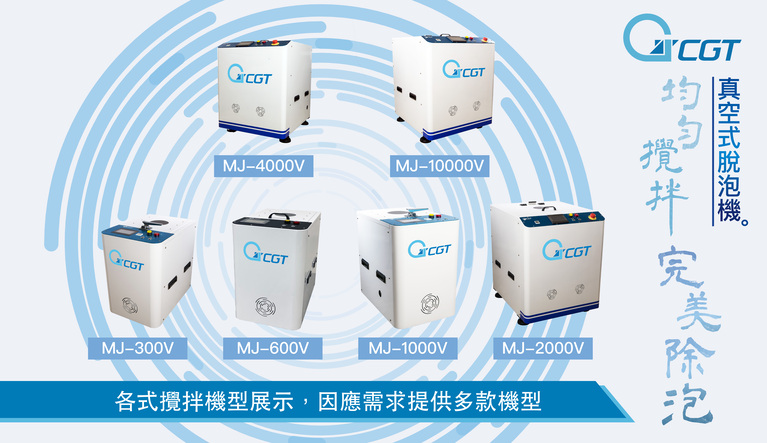 CGT
真空式脫泡機。
均勻攪拌
完美除泡
CGT
CGT
MJ-4000V
MJ-10000V
CGT
CGT
CGT
CGT
MJ-300V
MJ-600V
MJ-1000V
MJ-2000V
各式攪拌機型展示，因應需求提供多款機型